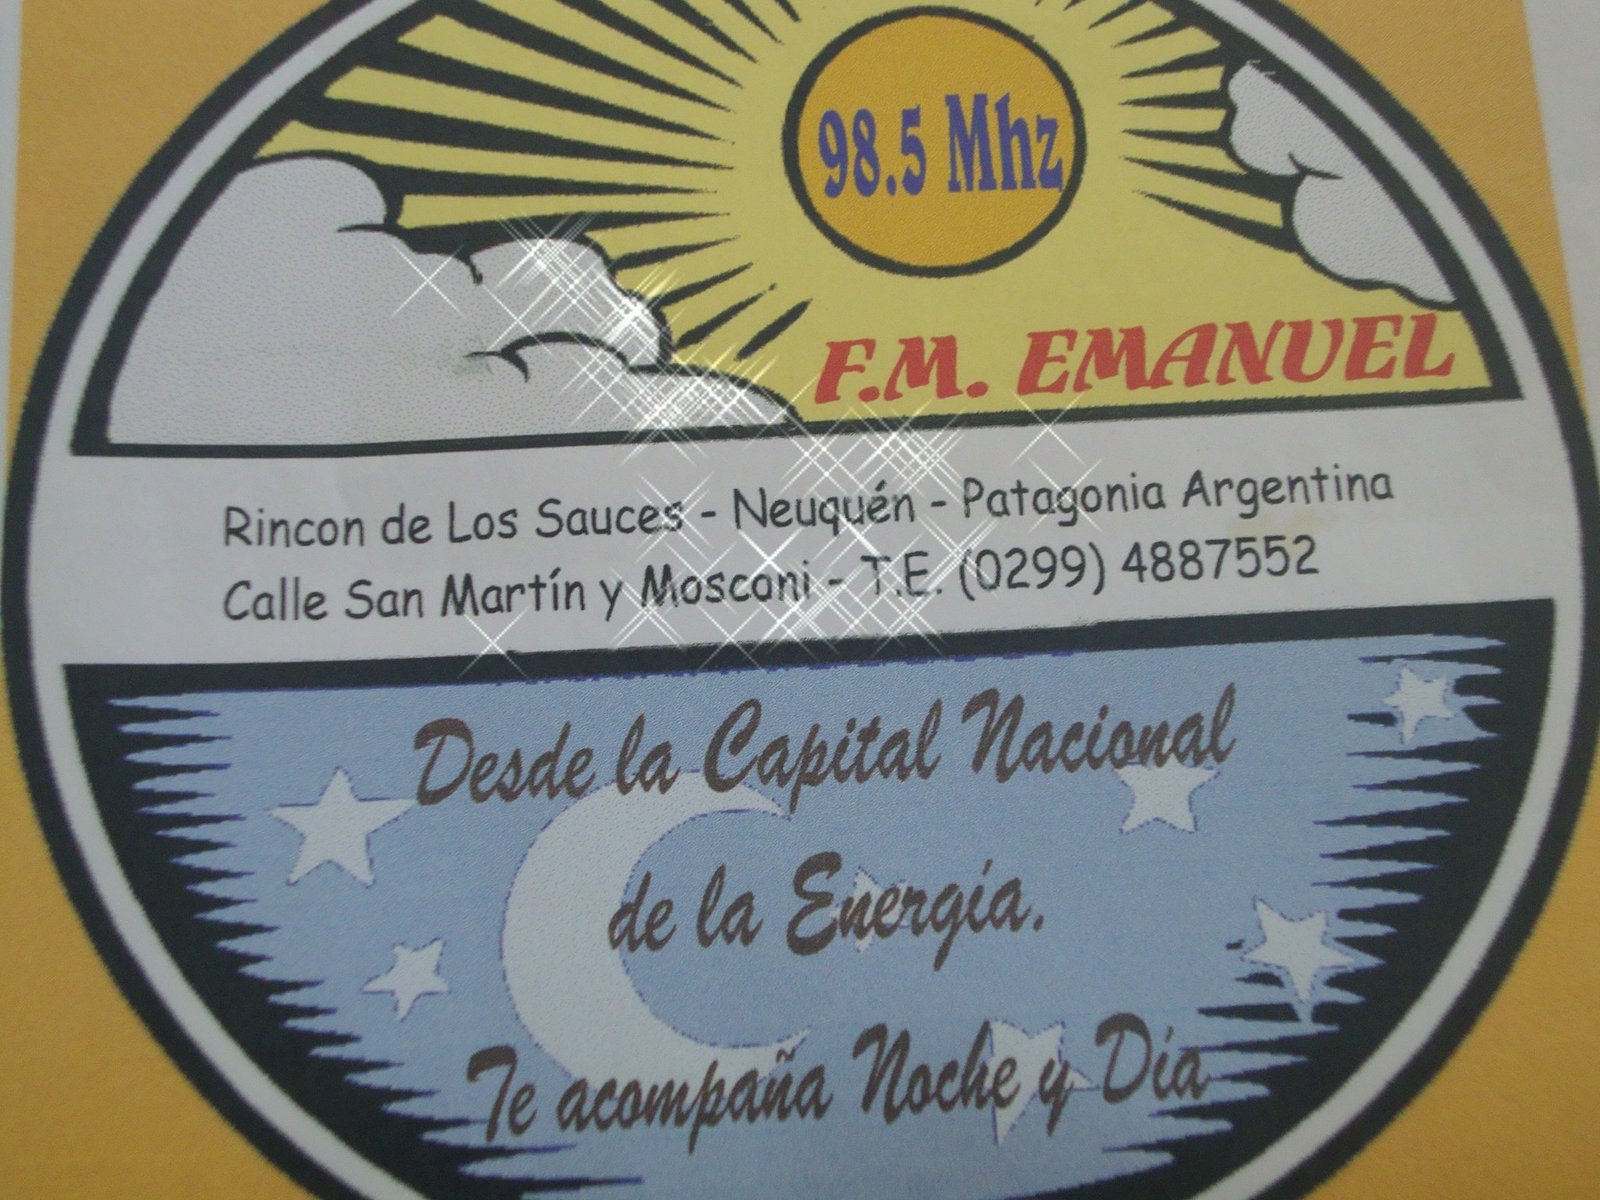 98.5 Mhz
F.M. EMANUEL
Rincon de Los Sauces - Neuquén - Patagonia Argentina
Calle San Martín y Mosconi - T.E. (0299) 4887552
Desde la Capital Nacional
de la Energía.
Te acompaña Noche y Día